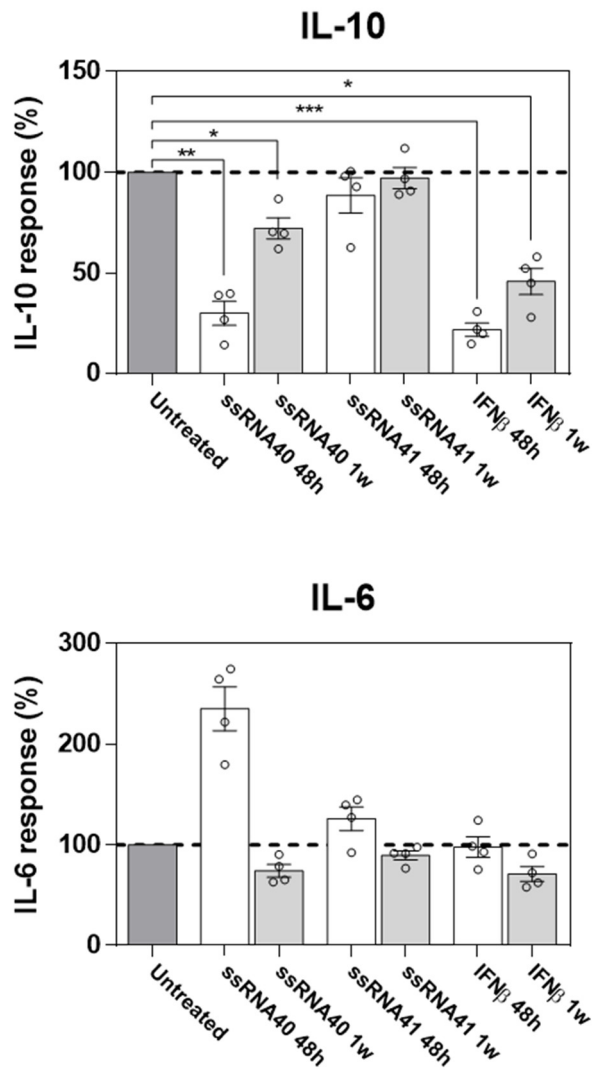 IL-10
IL-10 response (%)
150
100
50
0
*
***
*
**
Untreated
ssRNA40 48h
ssRNA40 1w
ssRNA41 48h
ssRNA41 1w
IFNβ 48h
IFNβ 1w
IL-6
IL-6 response (%)
300
200
100
0
Untreated
ssRNA40 48h
ssRNA40 1w
ssRNA41 48h
ssRNA41 1w
IFNβ 48h
IFNβ 1w